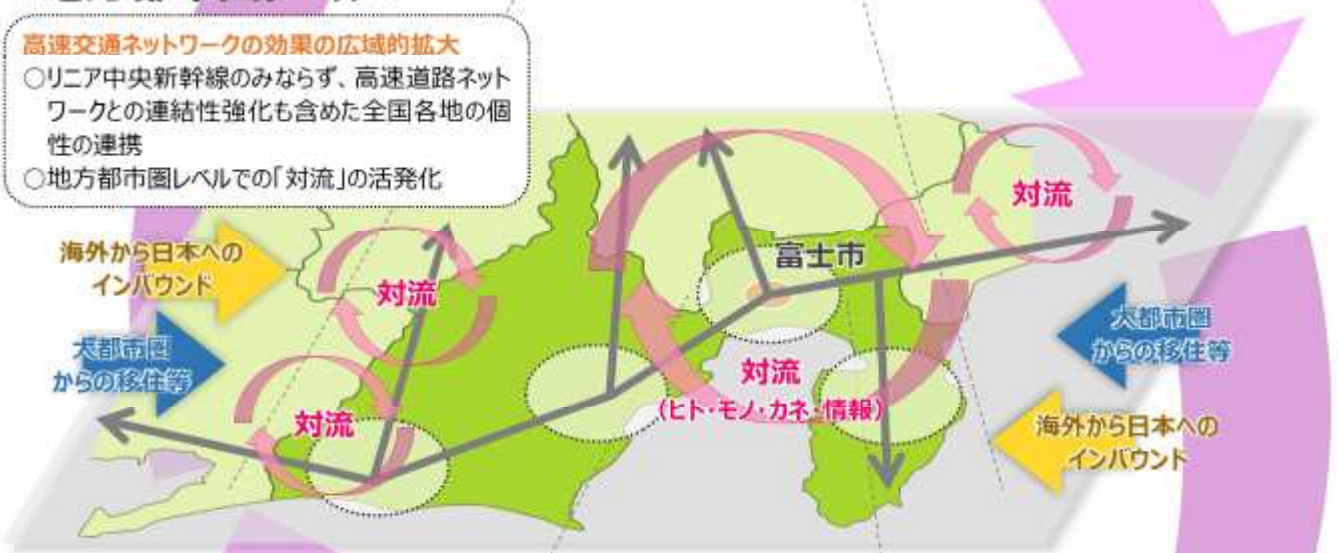 高速交通ネットワークの効果の広域的拡大
○リニア中央新幹線のみならず、高速道路ネット
ワークとの連結性強化も含めた全国各地の個
性の連携
○地方都市圏レベルでの「対流」の活発化
対流
富士市
海外から日本への
インバウンド
対流
大都市圏
からの移住等
大都市圏
からの移住等
対流
(ヒト・モノ・カネ・情報)
対流
海外から日本への
インバウンド